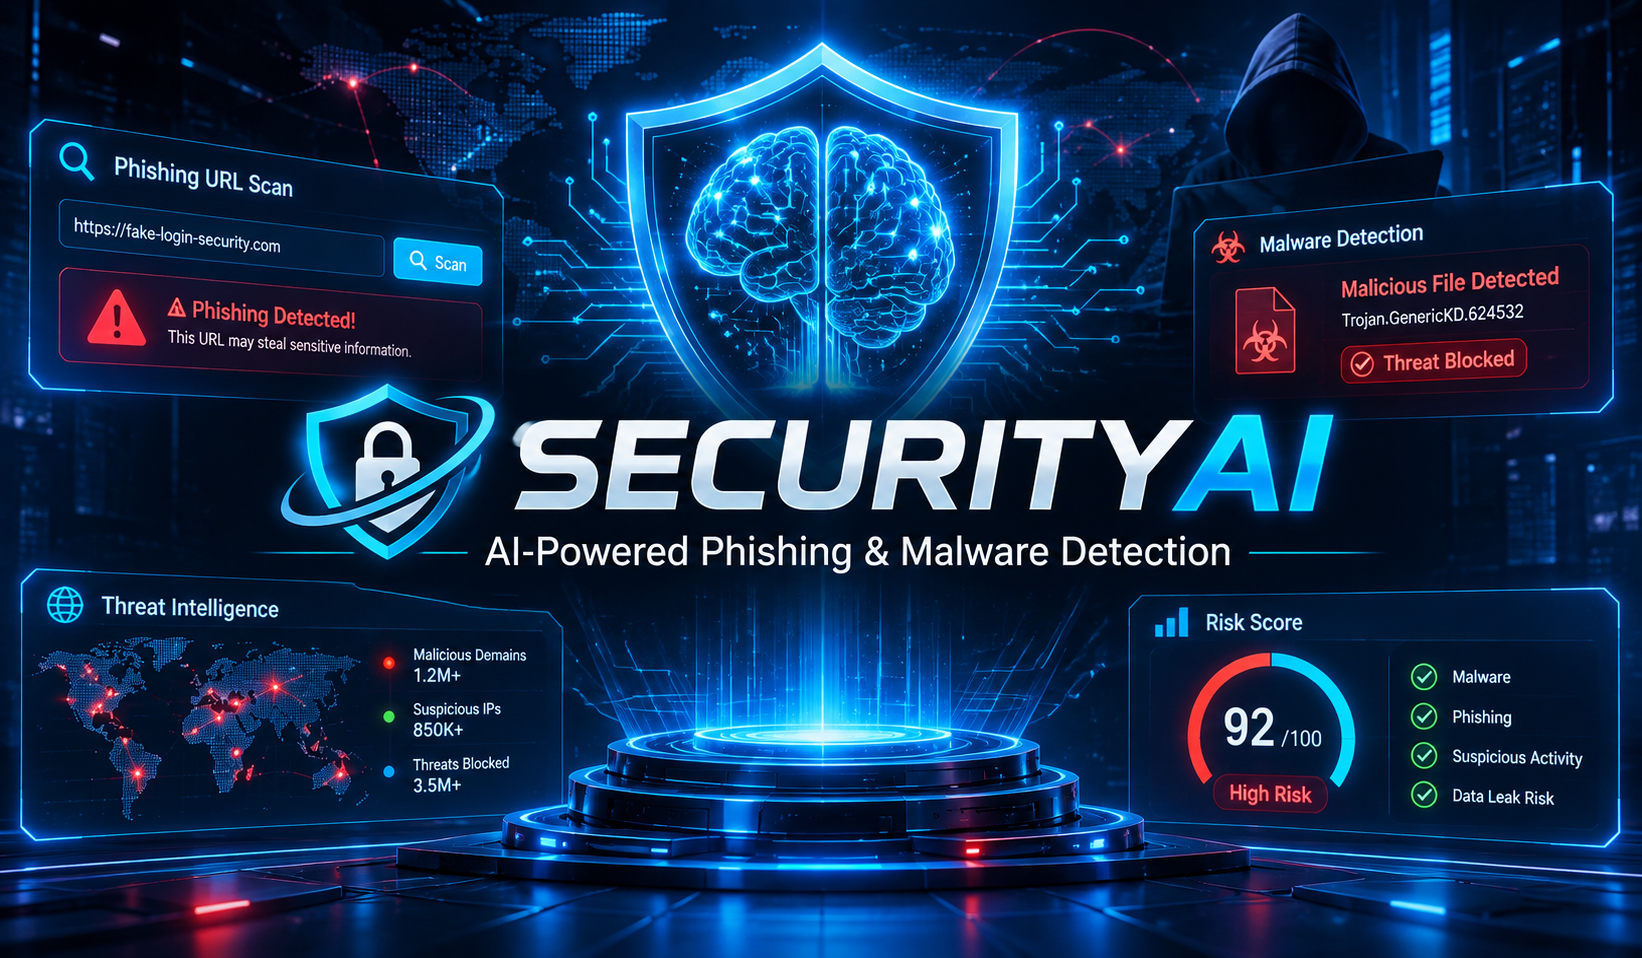 Phishing URL Scan
https://fake-login-security.com
Scan
Phishing Detected!
This URL may steal sensitive information.
Malware Detection
Malicious File Detected
Trojan.GenericKD.624532
Threat Blocked
SECURITYAI
AI-Powered Phishing & Malware Detection
Threat Intelligence
Malicious Demains
1.2M+
Suspicious IPs
850K+
Threats Blocked
3.5M+
Risk Score
92 /100
High Risk
Malware
Phishing
Suspicious Activity
Data Leak Risk